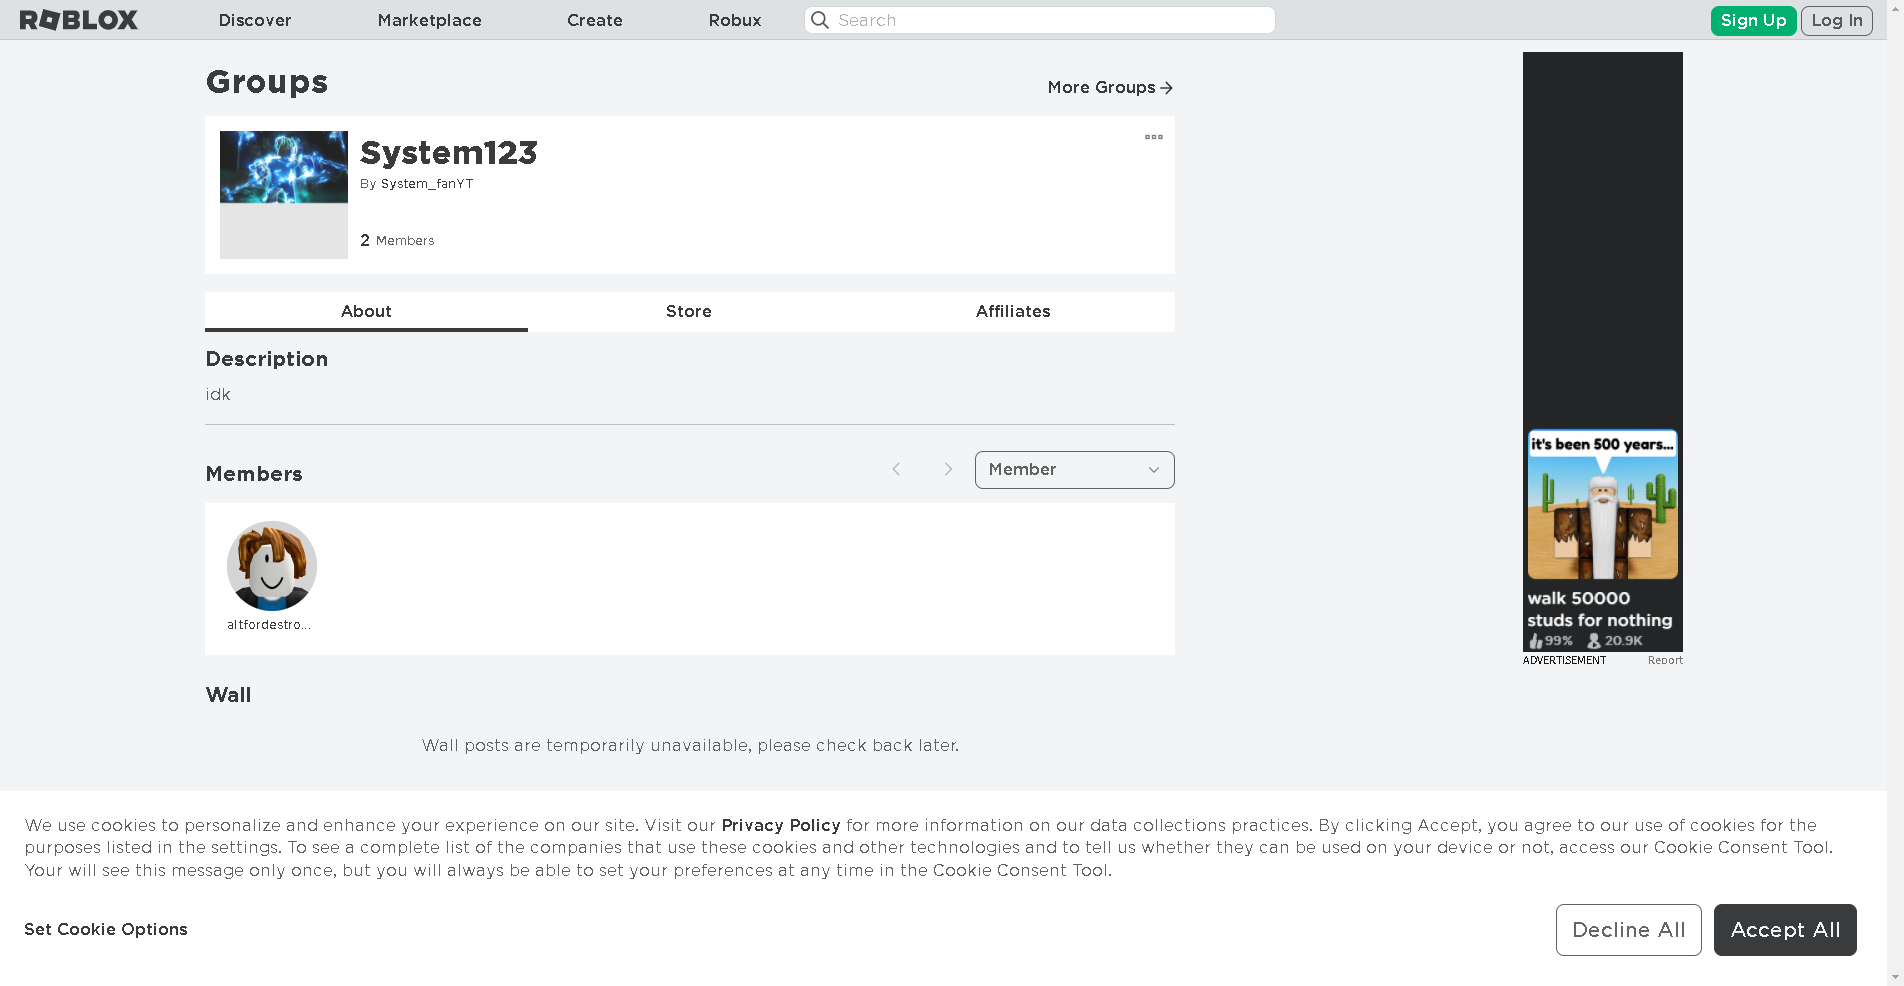 ROBLOX
Discover
Marketplace
Create
Robux
Search
Sign Up
Log In
Groups
More Groups
System123
By System_fanYT
2 Members
About
Store
Affiliates
Description
idk
Members
Member
altfordestro...
Wall
Wall posts are temporarily unavailable, please check back later.
it's been 500 years...
walk 50000
studs for nothing
99% 20.9K
ADVERTISEMENT
Report
We use cookies to personalize and enhance your experience on our site. Visit our Privacy Policy for more information on our data collections practices. By clicking Accept, you agree to our use of cookies for the
purposes listed in the settings. To see a complete list of the companies that use these cookies and other technologies and to tell us whether they can be used on your device or not, access our Cookie Consent Tool.
Your will see this message only once, but you will always be able to set your preferences at any time in the Cookie Consent Tool.
Set Cookie Options
Decline All
Accept All